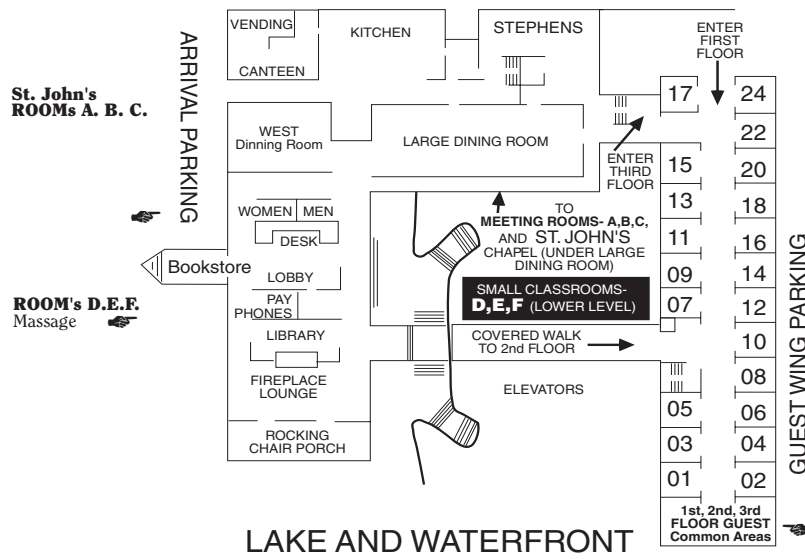 VENDING
CANTEEN
KITCHEN
STEPHENS
ENTER
FIRST
FLOOR
St. John's
ROOMs A. B. C.
ARRIVAL PARKING
WEST
Dinning Room
LARGE DINING ROOM
ENTER
THIRD
FLOOR
17
24
22
15
20
13
18
11
16
09
14
07
12
10
08
05
06
03
04
01
02
WOMEN
MEN
DESK
TO
MEETING ROOMS- A,B,C,
AND ST. JOHN'S
CHAPEL (UNDER LARGE
DINING ROOM)
Bookstore
LOBBY
SMALL CLASSROOMS-
D,E,F (LOWER LEVEL)
ROOM's D.E.F.
Massage
PAY
PHONES
LIBRARY
COVERED WALK
TO 2nd FLOOR
FIREPLACE
LOUNGE
ELEVATORS
ROCKING
CHAIR PORCH
GUEST WING PARKING
1st, 2nd, 3rd
FLOOR GUEST
Common Areas
LAKE AND WATERFRONT